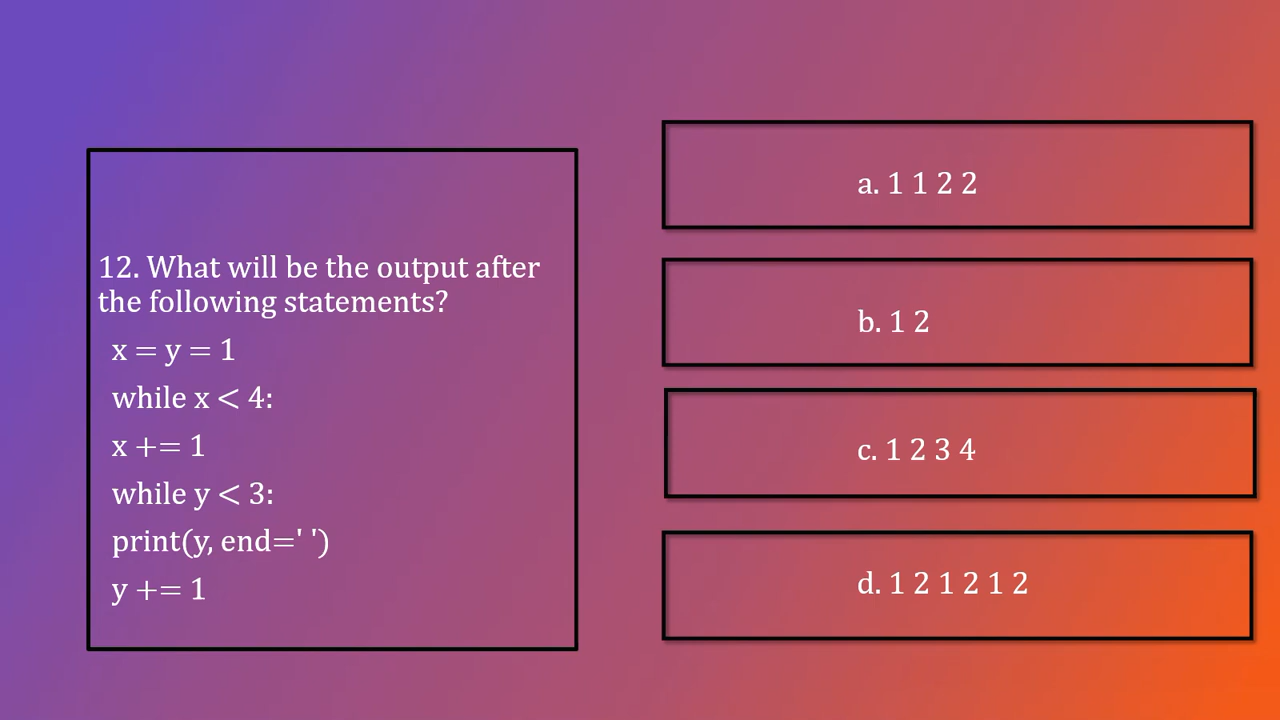 12. What will be the output after
the following statements?
x = y = 1
while x < 4:
x += 1
while y < 3:
print(y, end=' ')
y += 1
a. 1 1 2 2
b. 1 2
c. 1 2 3 4
d. 1 2 1 2 1 2